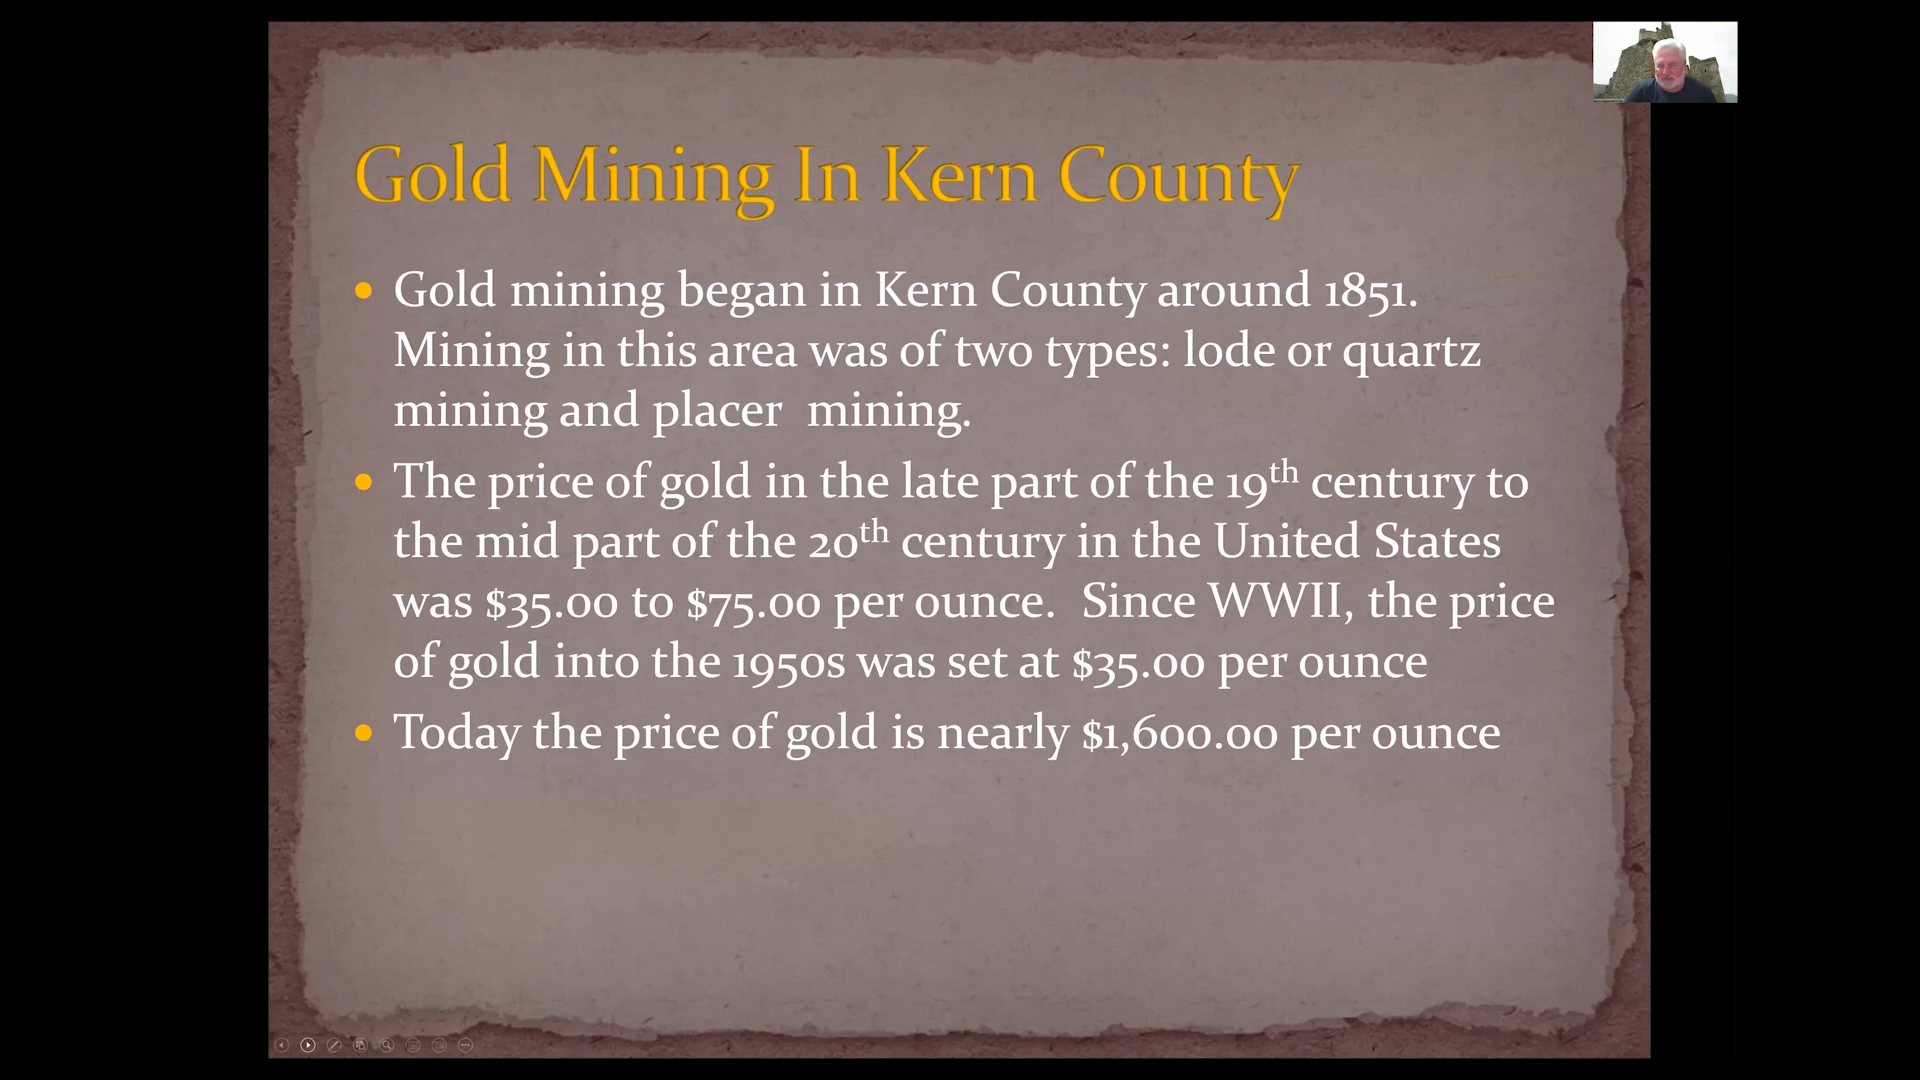 Gold Mining In Kern County
• Gold mining began in Kern County around 1851.
Mining in this area was of two types: lode or quartz
mining and placer  mining.
• The price of gold in the late part of the 19th century to
the mid part of the 20th century in the United States
was $35.00 to $75.00 per ounce.  Since WWII, the price
of gold into the 1950s was set at $35.00 per ounce
• Today the price of gold is nearly $1,600.00 per ounce